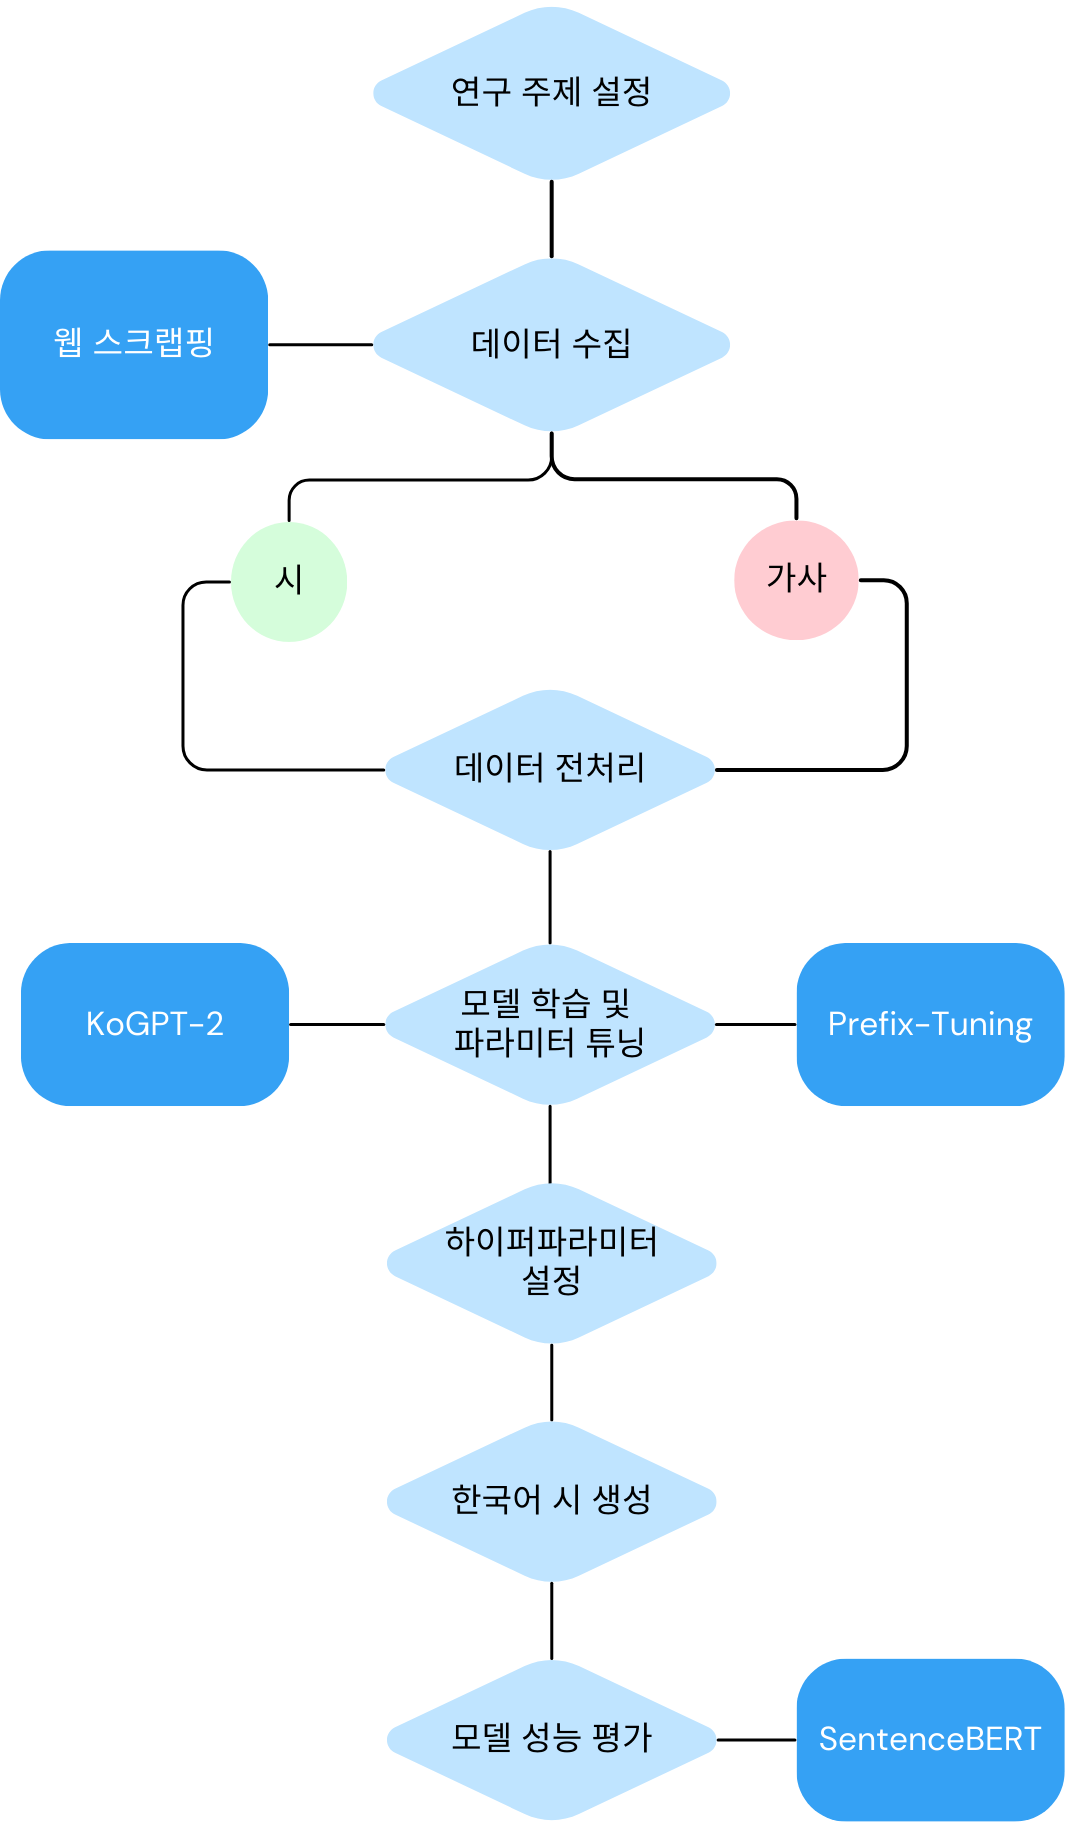 연구 주제 설정
웹 스크랩핑
데이터 수집
시
가사
데이터 전처리
KoGPT-2
모델 학습 및
파라미터 튜닝
Prefix-Tuning
하이퍼파라미터
설정
한국어 시 생성
모델 성능 평가
SentenceBERT